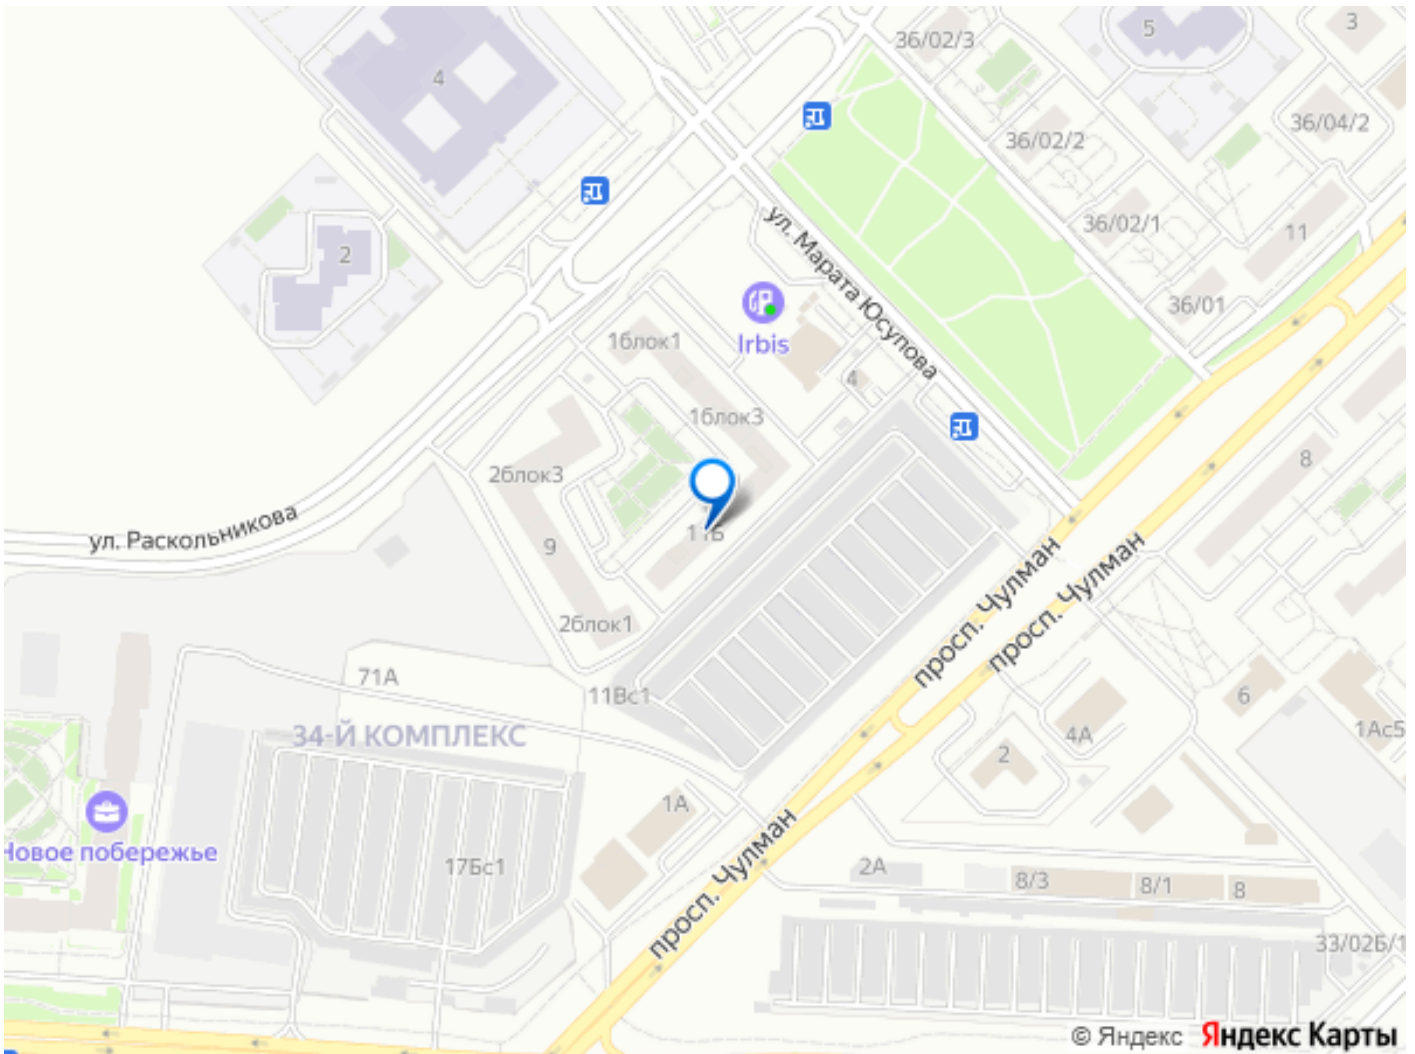 36/02/3
5
3
4
36/02/2
36/04/2
2
ул. Марата Юсупова
36/02/1
11
36/01
1блок1
Irbis
4
1блок3
2блок3
8
ул. Раскольникова
9
11Б
просп. Чулман
просп. Чулман
2блок1
71А
11Вс1
6
34-Й КОМПЛЕКС
4А
1Ас5
2
1А
Новое побережье
17Бс1
просп. Чулман
2А
8/3
8/1
8
33/02Б/1
© Яндекс Яндекс Карты